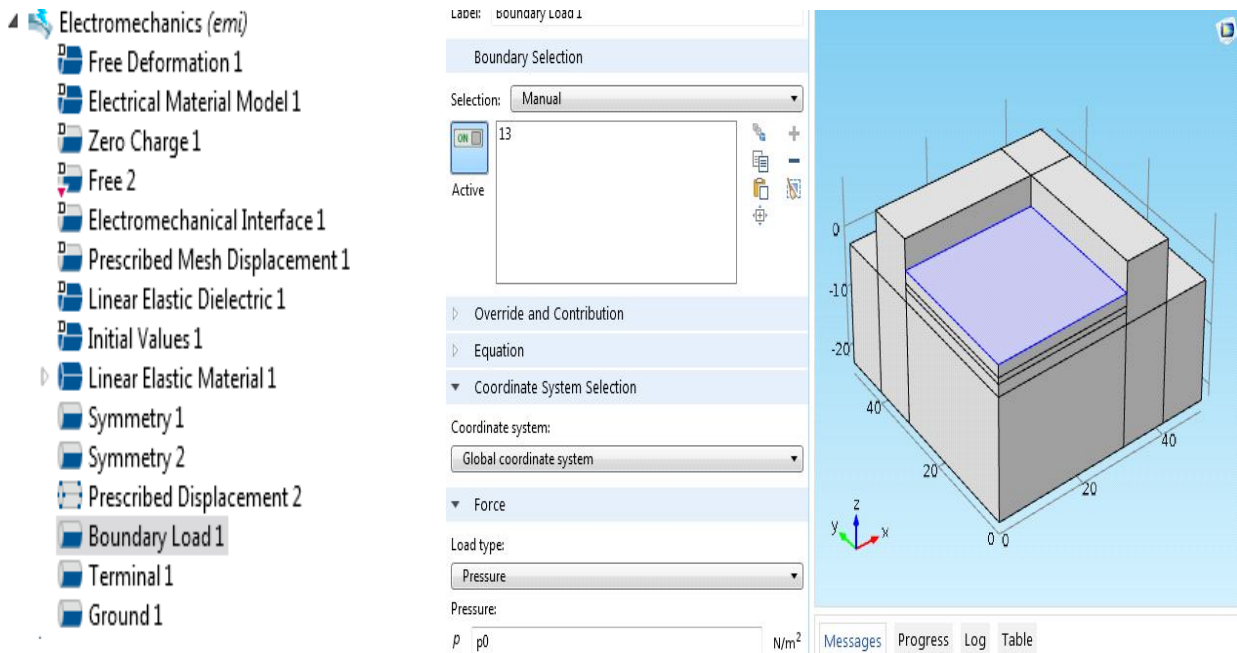 Electromechanics (emi)
Free Deformation 1
Electrical Material Model 1
Zero Charge 1
Free 2
Electromechanical Interface 1
Prescribed Mesh Displacement 1
Linear Elastic Dielectric 1
Initial Values 1
Linear Elastic Material 1
Symmetry 1
Symmetry 2
Prescribed Displacement 2
Boundary Load 1
Terminal 1
Ground 1
Label: Boundary Load 1
Boundary Selection
Selection: Manual
ON 13
Active
Override and Contribution
Equation
Coordinate System Selection
Coordinate system:
Global coordinate system
Force
Load type:
Pressure
Pressure:
p p0 N/m²
0
-10
-20
40
20
0 0
20
40
z
y x
Messages Progress Log Table